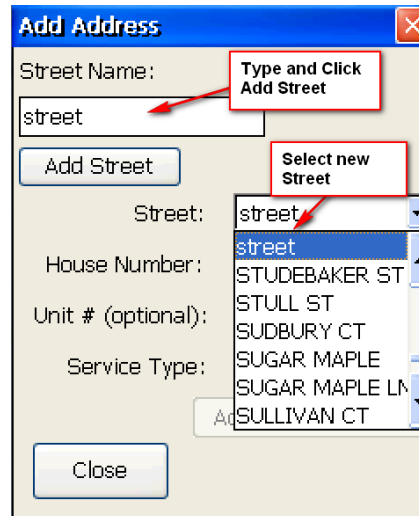 Add Address
Street Name:
Type and Click
Add Street
street
Add Street
Select new
Street
Street:
street
street
House Number:
STUDEBAKER ST
STULL ST
Unit # (optional):
SUDBURY CT
SUGAR MAPLE
Service Type:
SUGAR MAPLE LN
SULLIVAN CT
Close